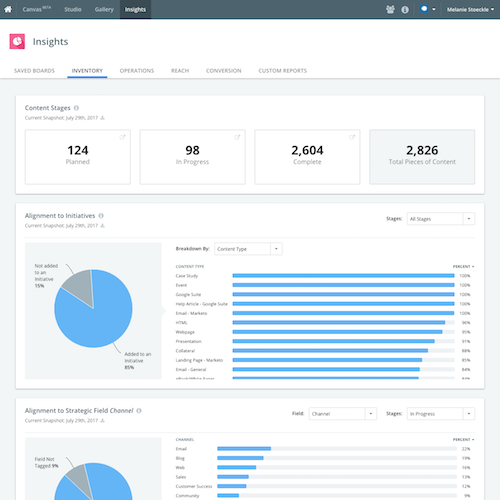 Canvas BETA Studio Gallery Insights Melanie Stoeckle
Insights
SAVED BOARDS INVENTORY OPERATIONS REACH CONVERSION CUSTOM REPORTS
Content Stages
Current Snapshot: July 29th, 2017
124 98 2,604 2,826
Planned In Progress Complete Total Pieces of Content
Alignment to Initiatives
Stages: All Stages
Current Snapshot: July 29th, 2017
Breakdown By: Content Type
Not added
to an
Initiative
15%
Added to an
Initiative
85%
CONTENT TYPE PERCENT
Case Study 100%
Event 100%
Google Suite 100%
Help Article - Google Suite 100%
Email - Markets 100%
HTML 96%
Webpage 95%
Presentation 91%
Collateral 88%
Landing Page - Markets 85%
Email - General 84%
84%
Alignment to Strategic Field Channel
Field: Channel Stages: In Progress
Current Snapshot: July 29th, 2017
Field Not
Tagged 9%
CHANNEL PERCENT
Email 22%
Blog 19%
Web 16%
Sales 13%
Customer Success 12%
Community 9%